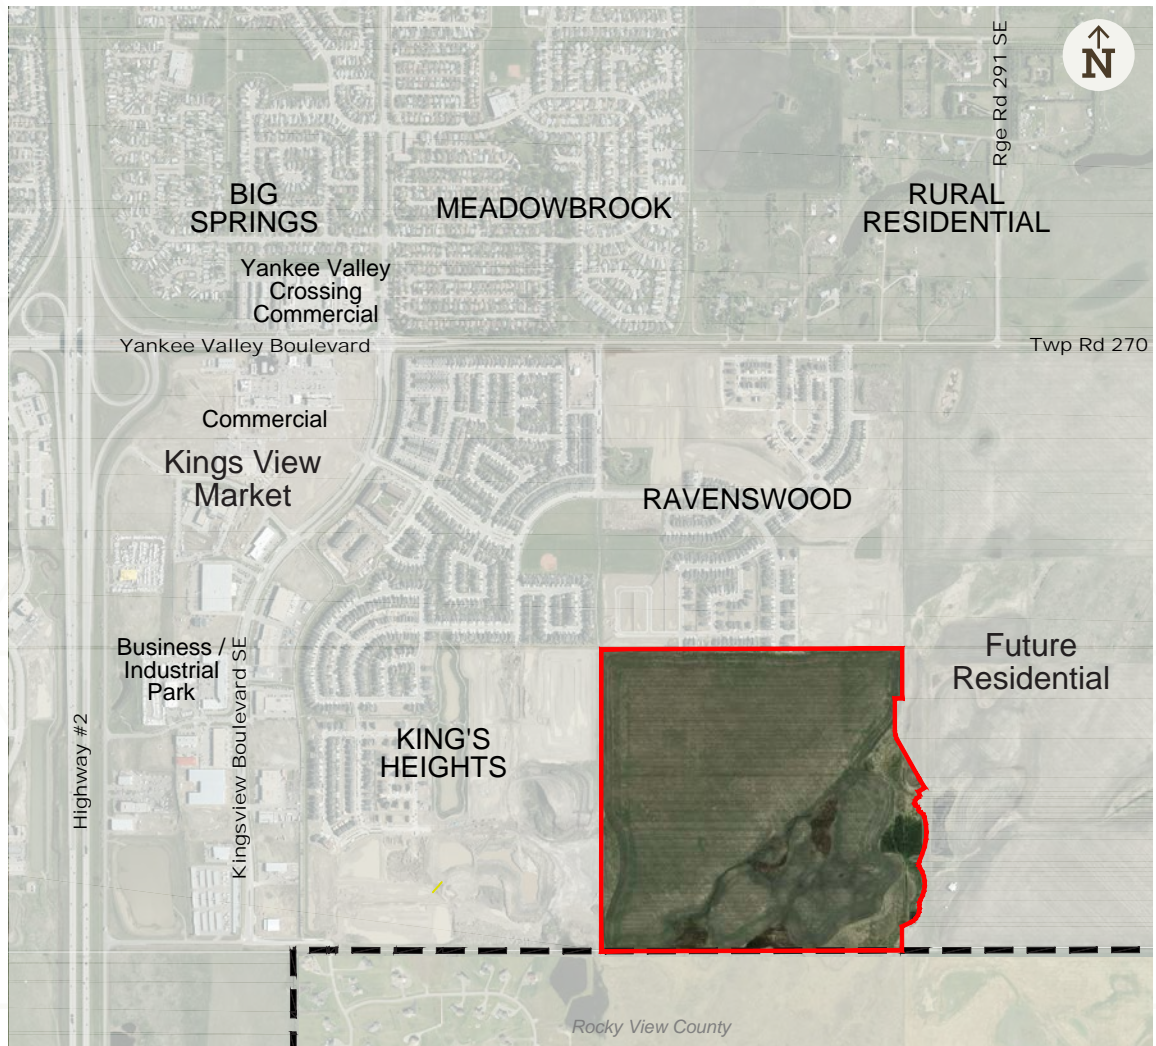 N
Rge Rd 291 SE
BIG
SPRINGS
MEADOWBROOK
RURAL
RESIDENTIAL
Yankee Valley
Crossing
Commercial
Yankee Valley Boulevard
Twp Rd 270
Commercial
Kings View
Market
RAVENSWOOD
Business /
Industrial
Park
Kingsview Boulevard SE
Future
Residential
Highway #2
KING'S
HEIGHTS
Rocky View County